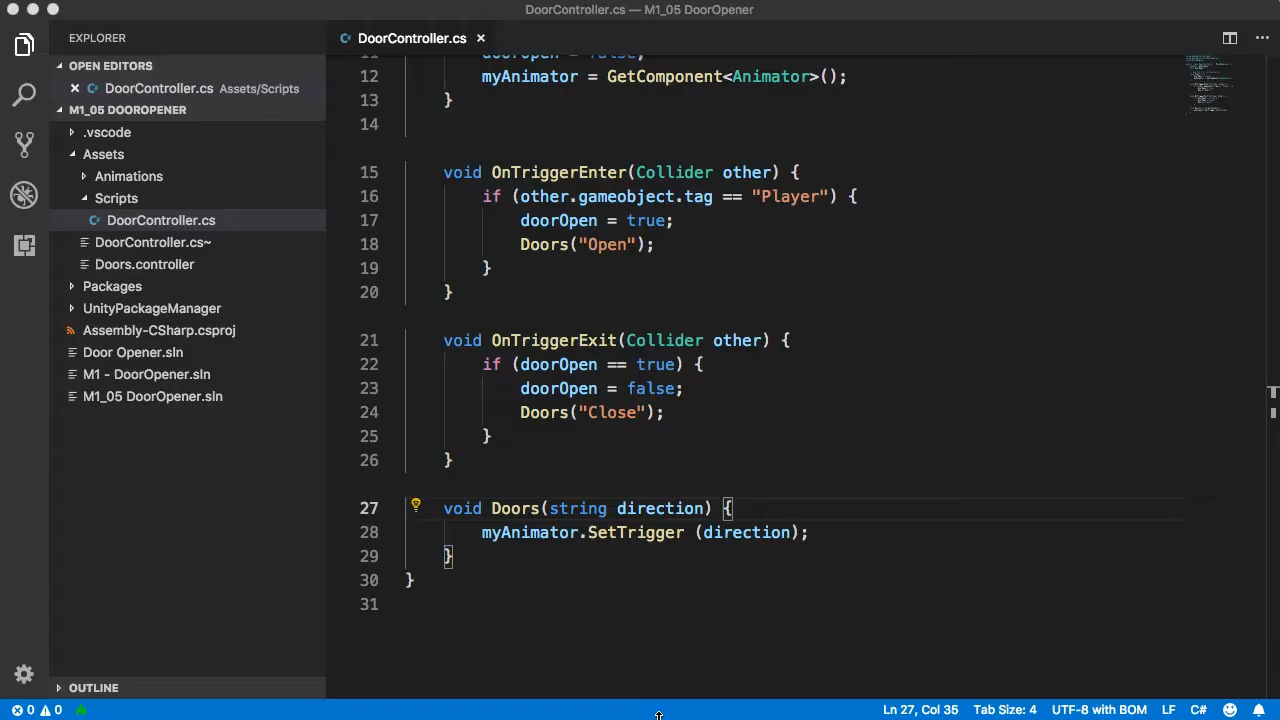 DoorController.cs — M1_05 DoorOpener
EXPLORER
OPEN EDITORS
DoorController.cs Assets/Scripts
M1_05 DOOROPENER
.vscode
Assets
Animations
Scripts
DoorController.cs
DoorController.cs~
Doors.controller
Packages
UnityPackageManager
Assembly-CSharp.csproj
Door Opener.sln
M1 - DoorOpener.sln
M1_05 DoorOpener.sln
OUTLINE
DoorController.cs
11 doorOpen = false;
12 myAnimator = GetComponent<Animator>();
13 }
14
15 void OnTriggerEnter(Collider other) {
16 if (other.gameobject.tag == "Player") {
17 doorOpen = true;
18 Doors("Open");
19 }
20 }
21 void OnTriggerExit(Collider other) {
22 if (doorOpen == true) {
23 doorOpen = false;
24 Doors("Close");
25 }
26 }
27 void Doors(string direction) {
28 myAnimator.SetTrigger (direction);
29 }
30 }
31
0 0
Ln 27, Col 35 Tab Size: 4 UTF-8 with BOM LF C#